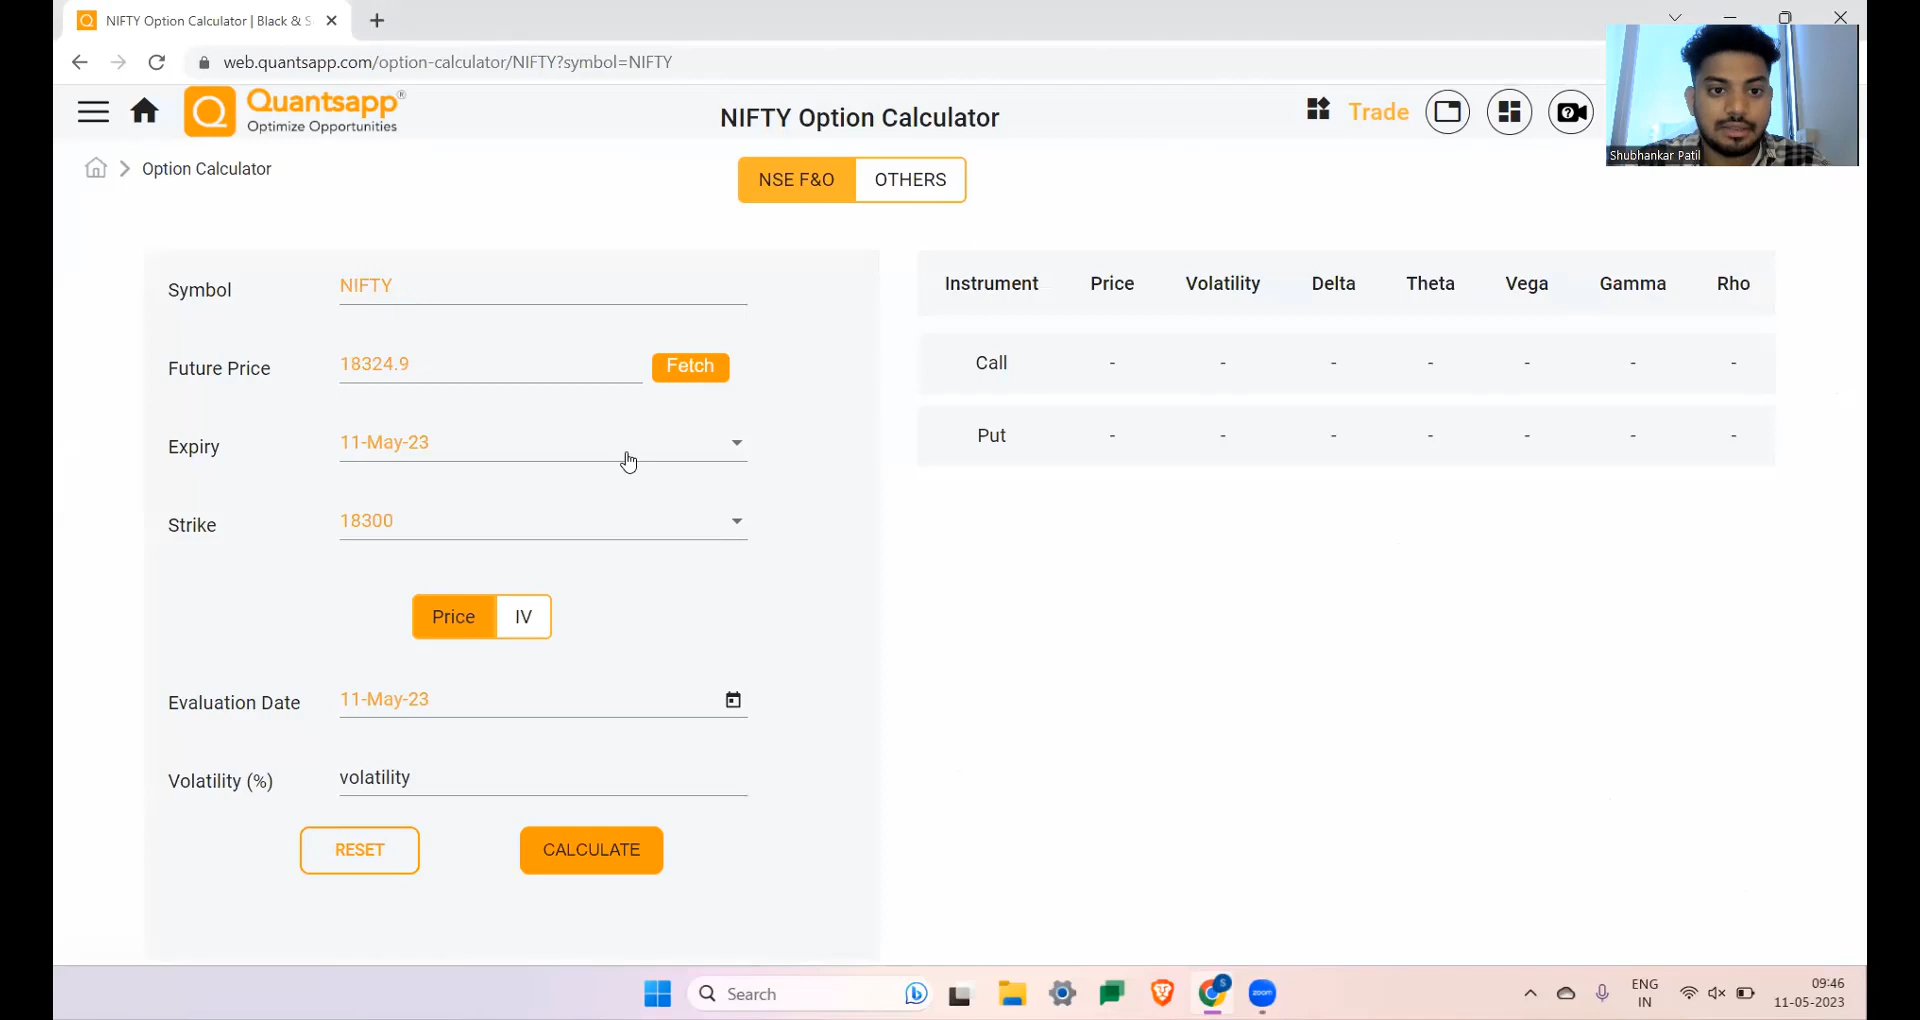 NIFTY Option Calculator | Black & S
web.quantsapp.com/option-calculator/NIFTY?symbol=NIFTY
Quantsapp®
Optimize Opportunities
NIFTY Option Calculator
Trade
Shubhankar Patil
Option Calculator
NSE F&O OTHERS
Symbol NIFTY
Future Price 18324.9 Fetch
Expiry 11-May-23
Strike 18300
Price IV
Evaluation Date 11-May-23
Volatility (%) volatility
RESET CALCULATE
Instrument Price Volatility Delta Theta Vega Gamma Rho
Call - - - - - - -
Put - - - - - - -
Search
zoom
S
ENG
IN
09:46
11-05-2023